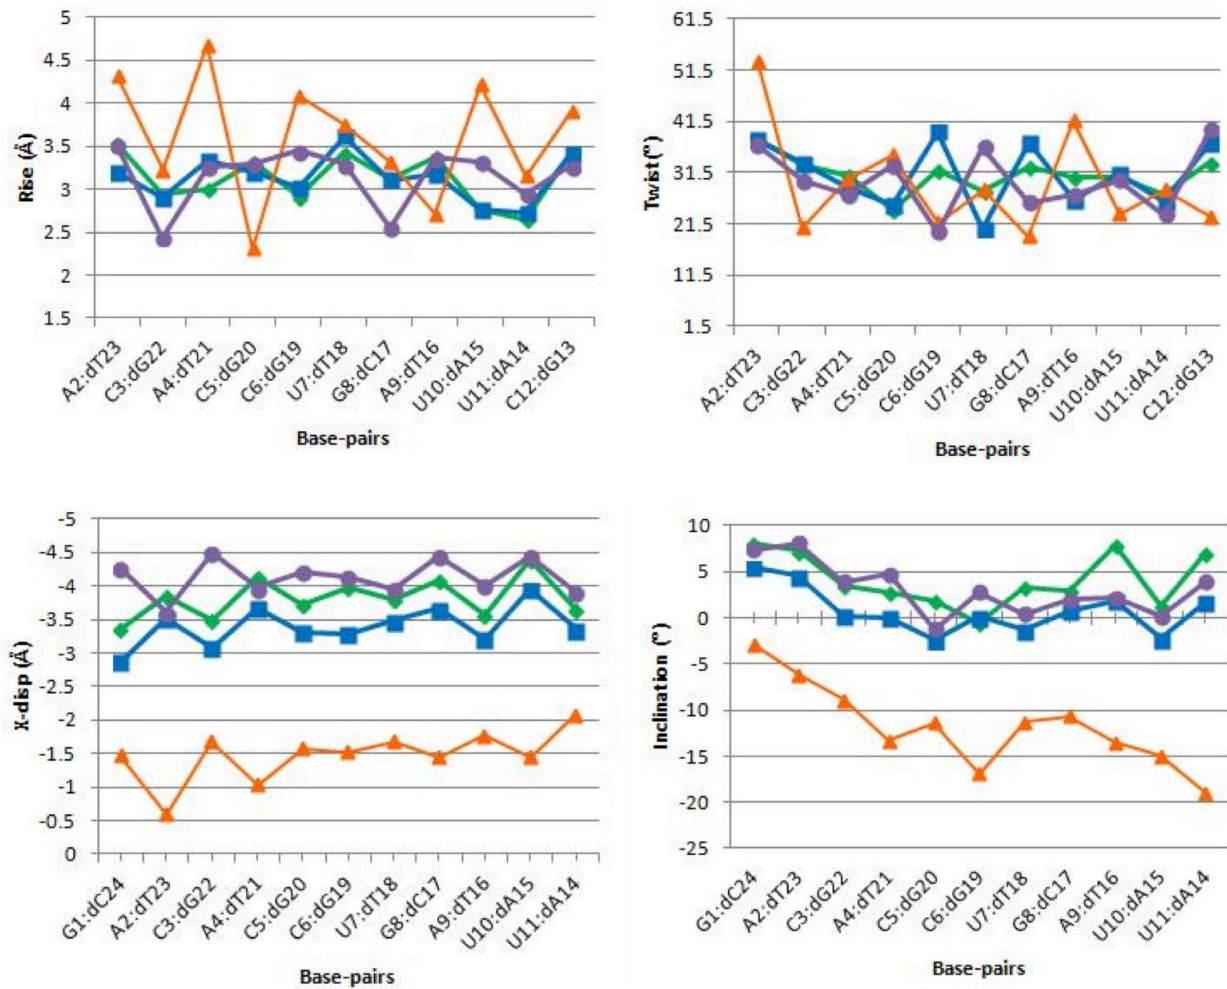 5
4.5
4
3.5
3
2.5
2
1.5
Rise (Å)
A2:dT23
C3:dG22
A4:dT21
C5:dG20
C6:dG19
U7:dT18
G8:dC17
A9:dT16
U10:dA15
U11:dA14
C12:dG13
Base-pairs
61.5
51.5
41.5
31.5
21.5
11.5
1.5
Twist(°)
A2:dT23
C3:dG22
A4:dT21
C5:dG20
C6:dG19
U7:dT18
G8:dC17
A9:dT16
U10:dA15
U11:dA14
C12:dG13
Base-pairs
-5
-4.5
-4
-3.5
-3
-2.5
-2
-1.5
-1
-0.5
0
X-disp (Å)
G1:dC24
A2:dT23
C3:dG22
A4:dT21
C5:dG20
C6:dG19
U7:dT18
G8:dC17
A9:dT16
U10:dA15
U11:dA14
Base-pairs
10
5
0
-5
-10
-15
-20
-25
Inclination (°)
G1:dC24
A2:dT23
C3:dG22
A4:dT21
C5:dG20
C6:dG19
U7:dT18
G8:dC17
A9:dT16
U10:dA15
U11:dA14
Base-pairs